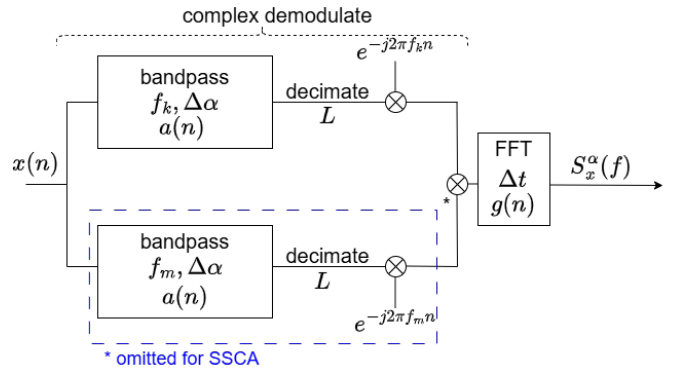 complex demodulate
e^{-j2πf_k n}
bandpass
f_k, Δα
a(n)
decimate
L
x(n)
FFT
Δt
g(n)
S_x^α(f)
*
bandpass
f_m, Δα
a(n)
decimate
L
e^{-j2πf_m n}
* omitted for SSCA